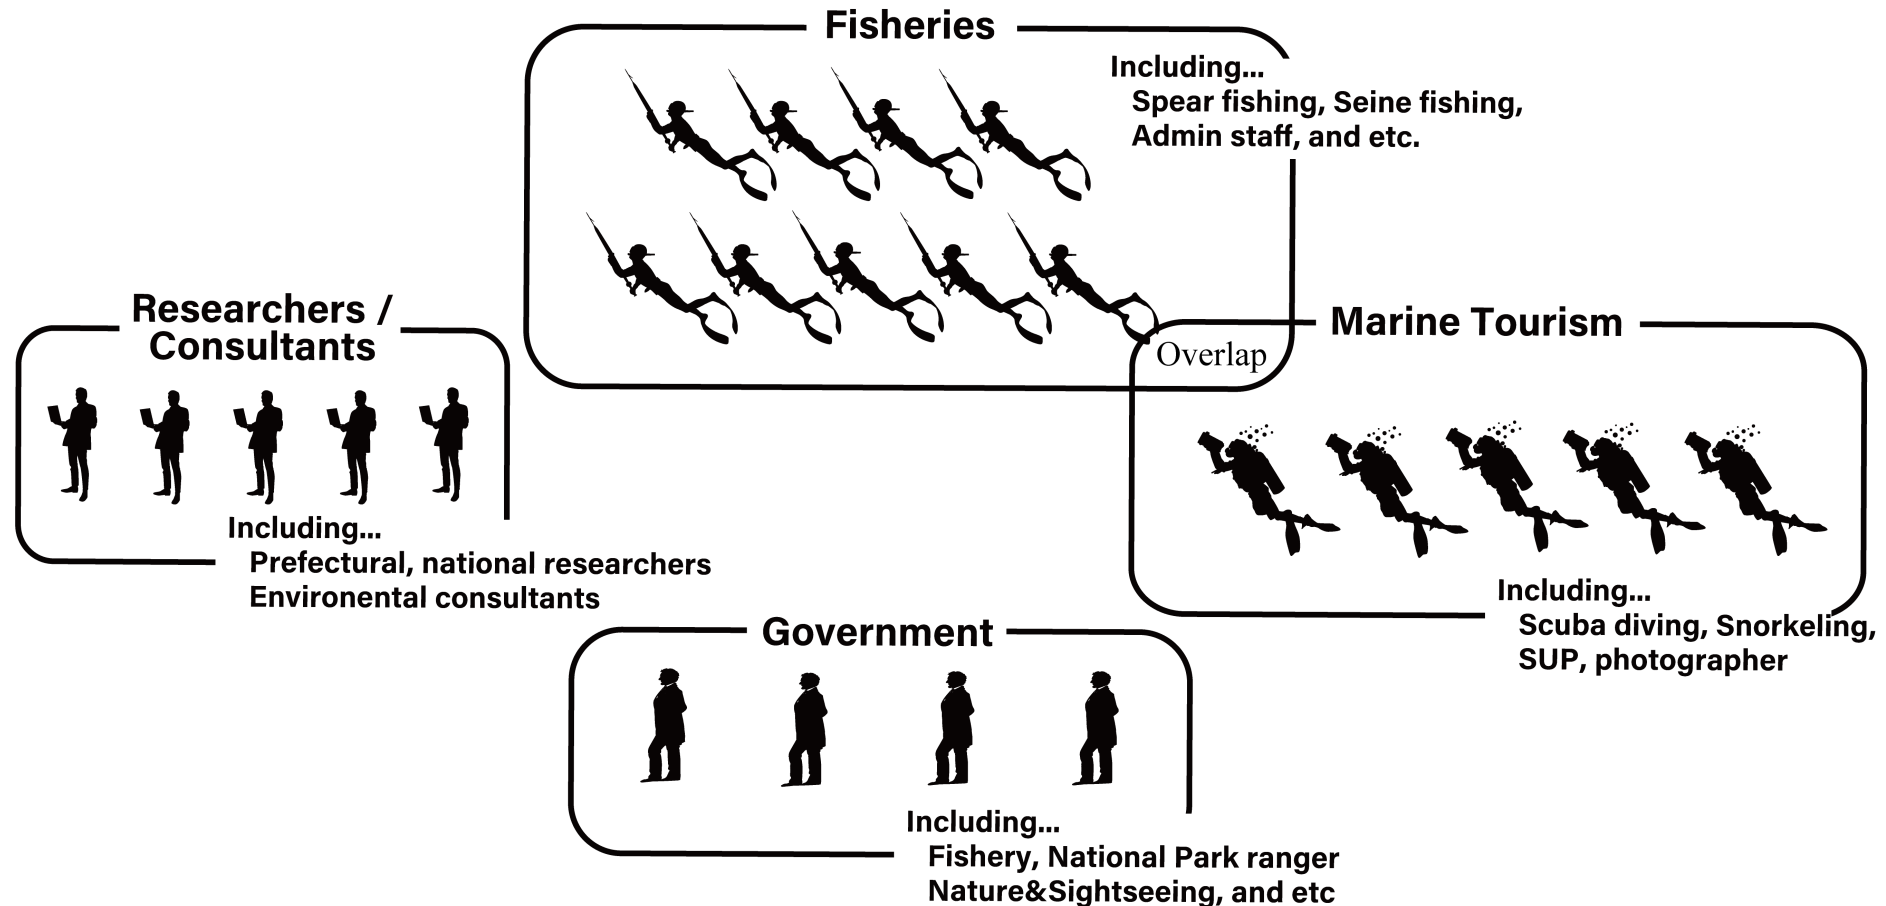 Fisheries
Including...
Spear fishing, Seine fishing,
Admin staff, and etc.
Researchers /
Consultants
Including...
Prefectural, national researchers
Environental consultants
Overlap
Marine Tourism
Including...
Scuba diving, Snorkeling,
SUP, photographer
Government
Including...
Fishery, National Park ranger
Nature&Sightseeing, and etc